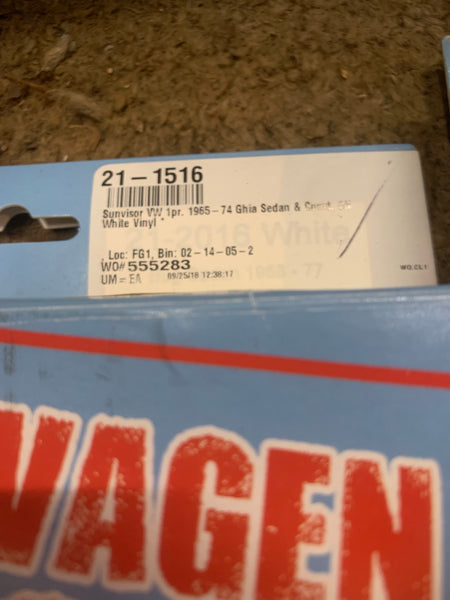 21-1516
Sunvisor VW 1pr. 1965-74 Ghia Sedan &
White Vinyl
Loc: FG1, Bin: 02-14-05-2
WO# 555283
UM = EA 09/25/18 12:38:17
WO.CL1
2016 White
- 77
VAGEN